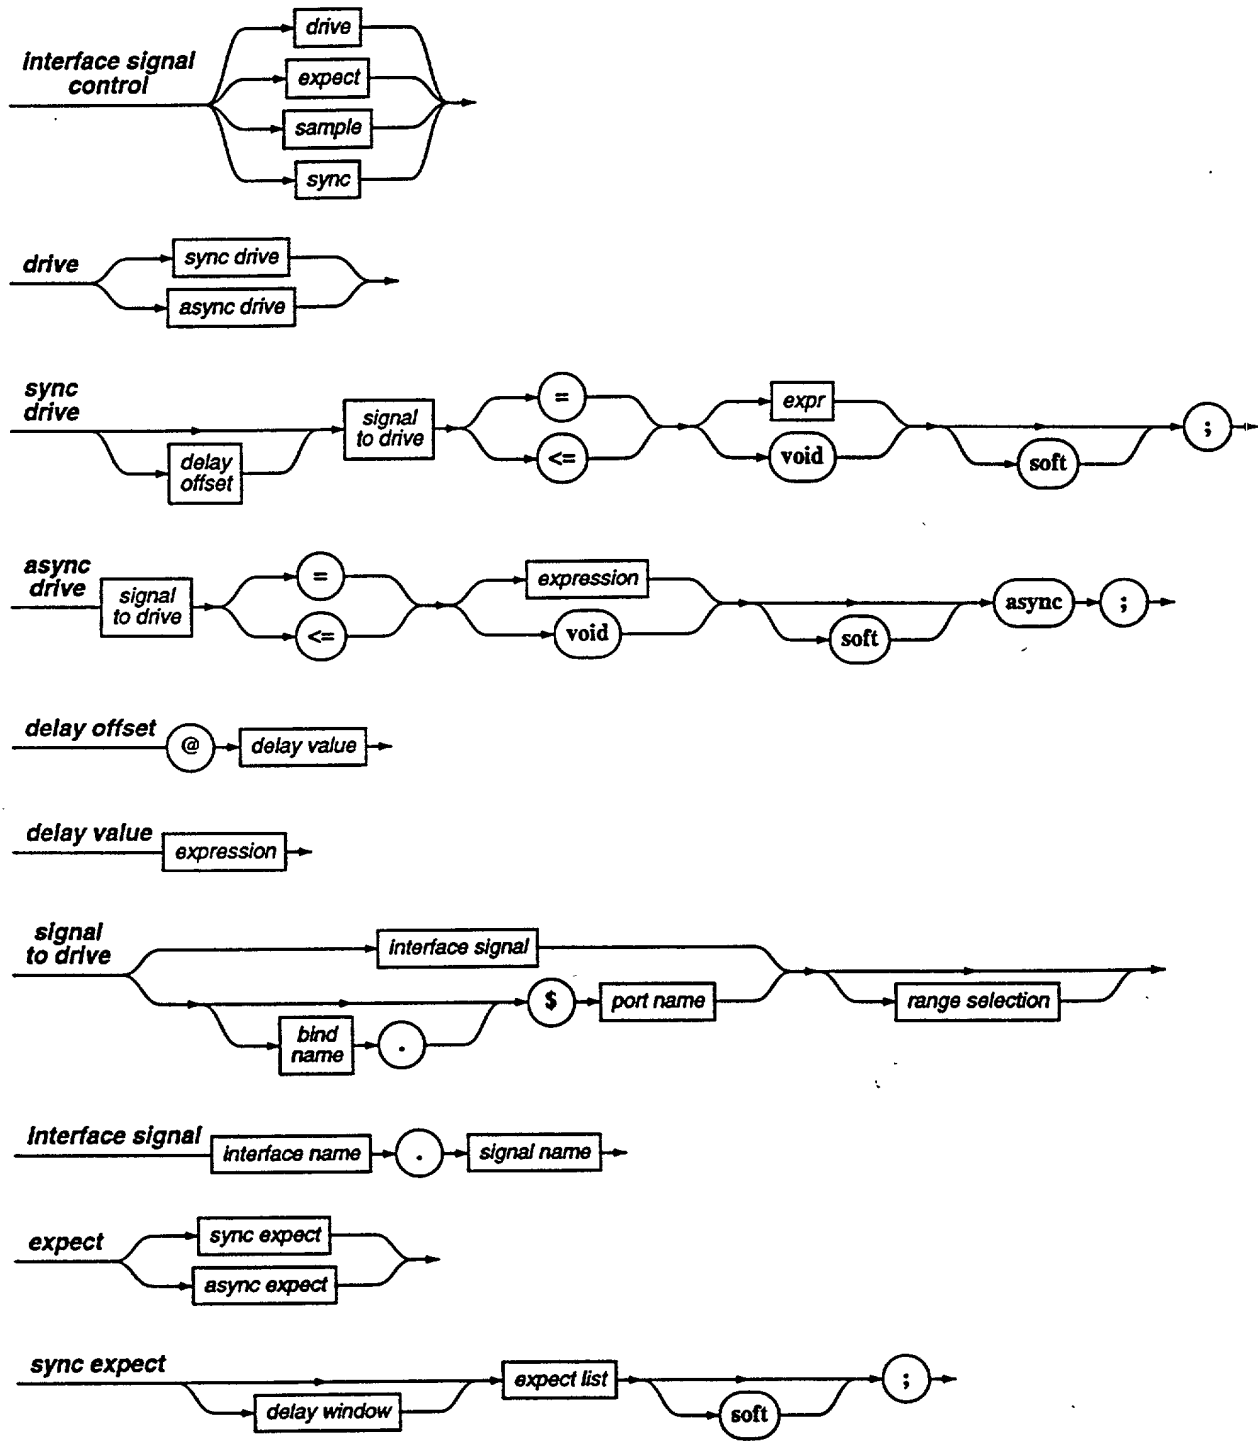 drive
interface signal
control
expect
sample
sync
drive
sync drive
async drive
sync
drive
delay
offset
signal
to drive
=
<=
expr
void
soft
;
async
drive
signal
to drive
=
<=
expression
void
soft
async
;
delay offset
@
delay value
delay value
expression
signal
to drive
interface signal
bind
name
.
$
port name
range selection
Interface signal
interface name
.
signal name
expect
sync expect
async expect
sync expect
delay window
expect list
soft
;